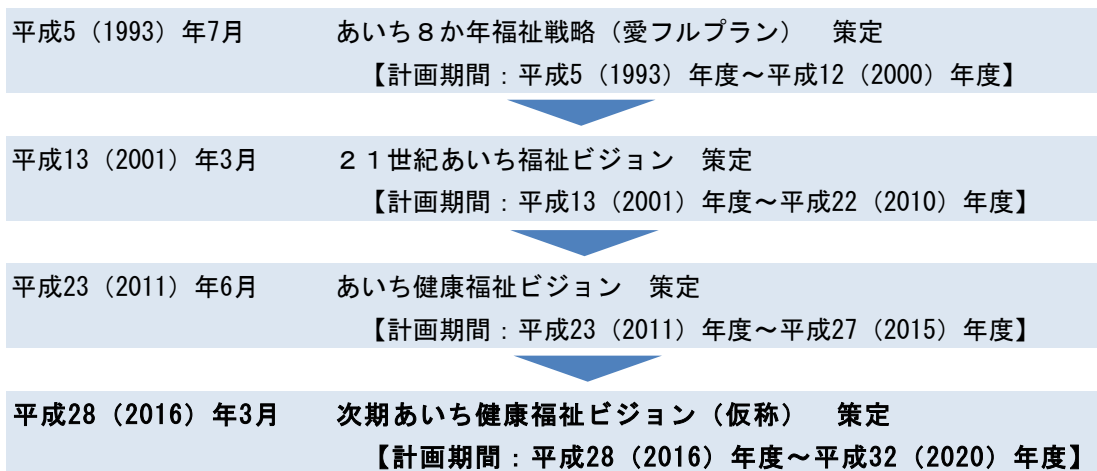 平成5（1993）年7月　　あいち８か年福祉戦略（愛フルプラン）　策定
【計画期間：平成5（1993）年度～平成12（2000）年度】
平成13（2001）年3月　　２１世紀あいち福祉ビジョン　策定
【計画期間：平成13（2001）年度～平成22（2010）年度】
平成23（2011）年6月　　あいち健康福祉ビジョン　策定
【計画期間：平成23（2011）年度～平成27（2015）年度】
平成28（2016）年3月　　次期あいち健康福祉ビジョン（仮称）　策定
【計画期間：平成28（2016）年度～平成32（2020）年度】